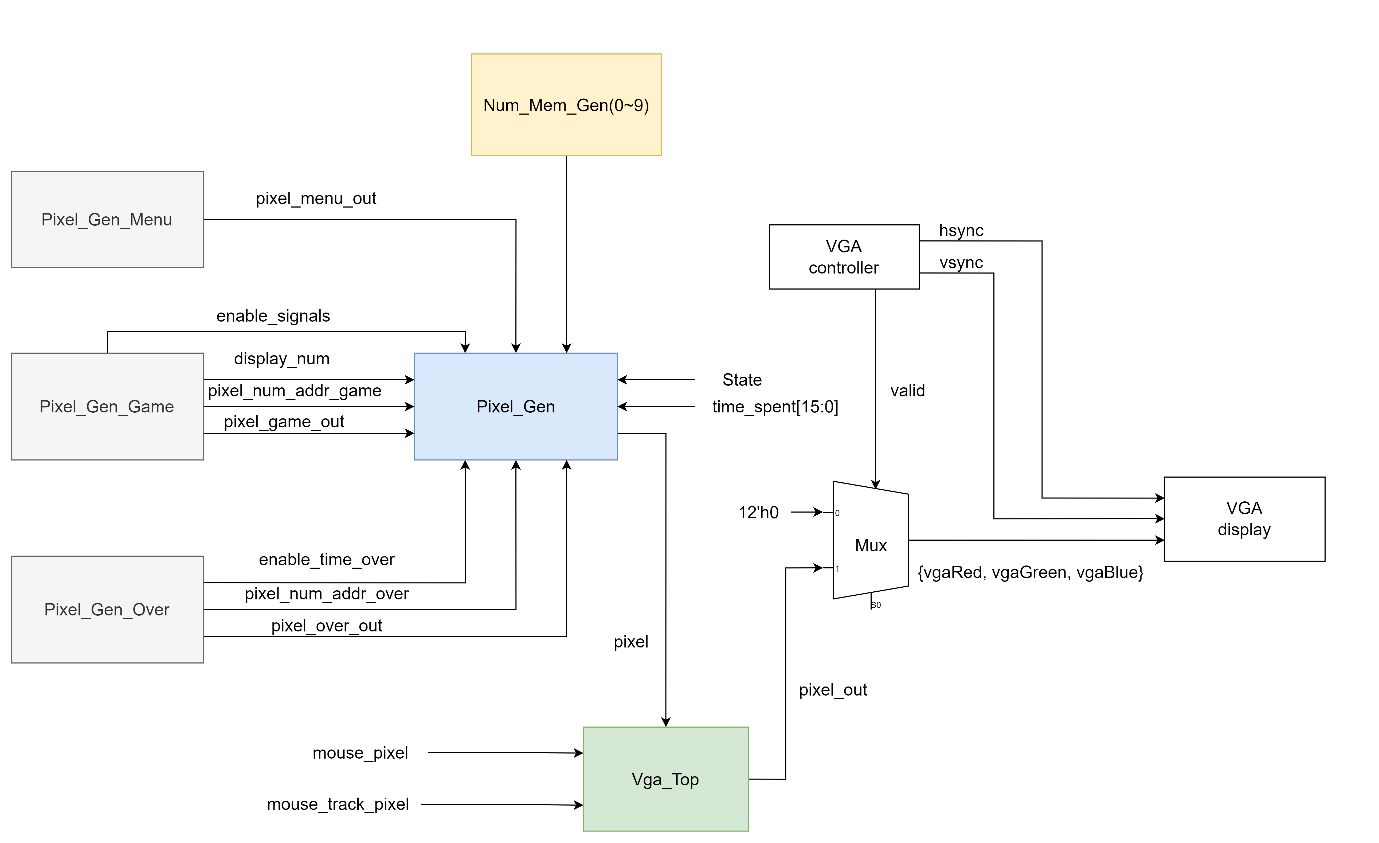 Num_Mem_Gen(0~9)
pixel_menu_out
Pixel_Gen_Menu
hsync
VGA
controller
vsync
enable_signals
display_num
pixel_num_addr_game
Pixel_Gen_Game
pixel_game_out
Pixel_Gen
State
time_spent[15:0]
valid
12'h0
0
Mux
1
S0
VGA
display
{vgaRed, vgaGreen, vgaBlue}
enable_time_over
pixel_num_addr_over
Pixel_Gen_Over
pixel_over_out
pixel
pixel_out
mouse_pixel
Vga_Top
mouse_track_pixel